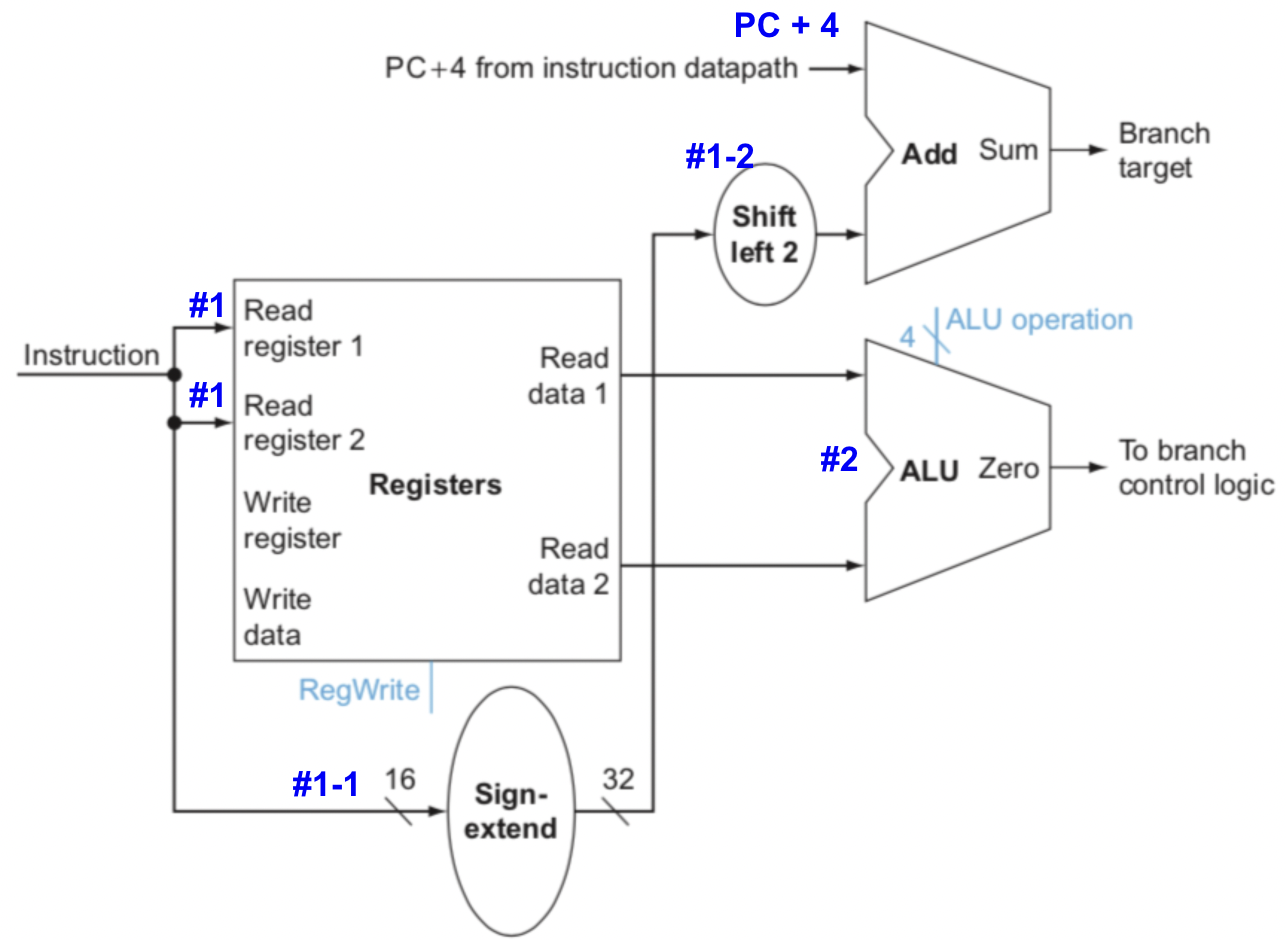 PC + 4
PC+4 from instruction datapath
Add Sum
Branch
target
#1-2
Shift
left 2
ALU operation
4
Instruction
#1
Read
register 1
#1
Read
register 2
Write
register
Write
data
Registers
Read
data 1
Read
data 2
RegWrite
#2
ALU Zero
To branch
control logic
#1-1
16
Sign-
extend
32